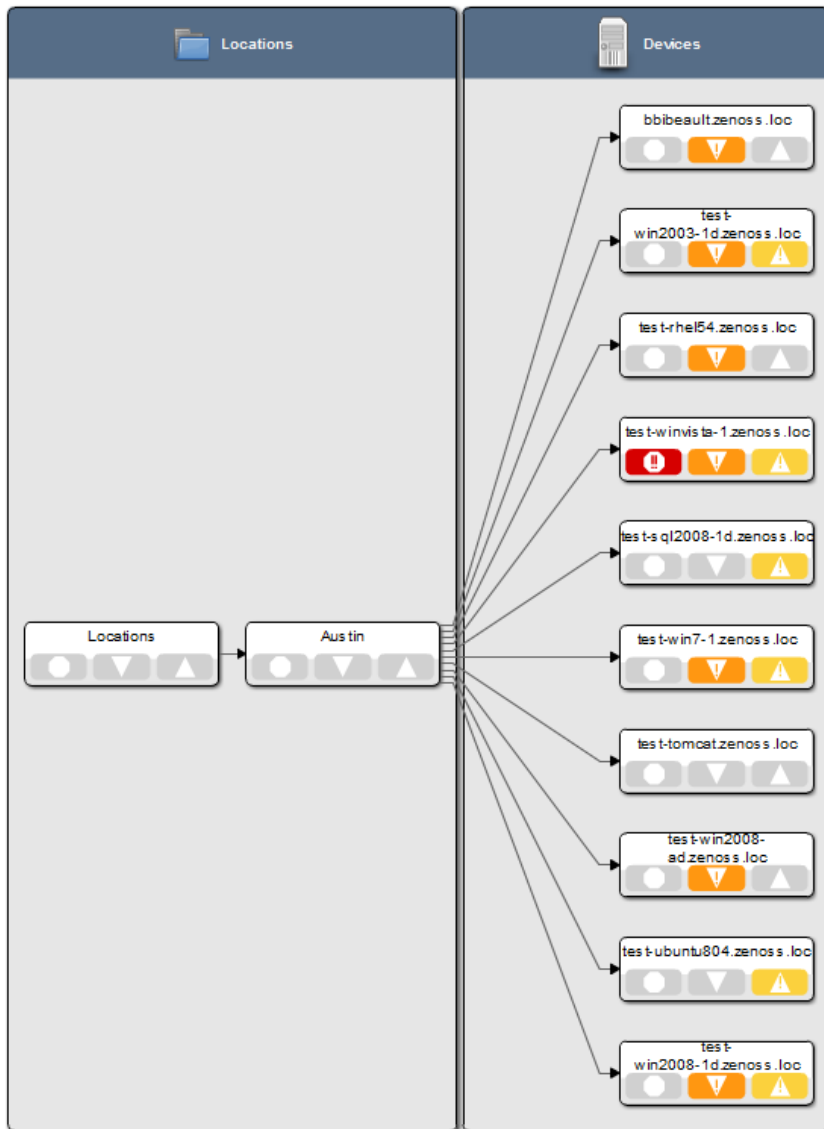 Locations
Devices
bbibeault.zenoss.loc
test-
win2003-1d.zenoss.loc
test-rhel54.zenoss.loc
test-winvista-1.zenoss.loc
test-sql2008-1d.zenoss.loc
Locations
Austin
test-win7-1.zenoss.loc
test-tomcat.zenoss.loc
test-win2008-
ad.zenoss.loc
test-ubuntu804.zenoss.loc
test-
win2008-1d.zenoss.loc